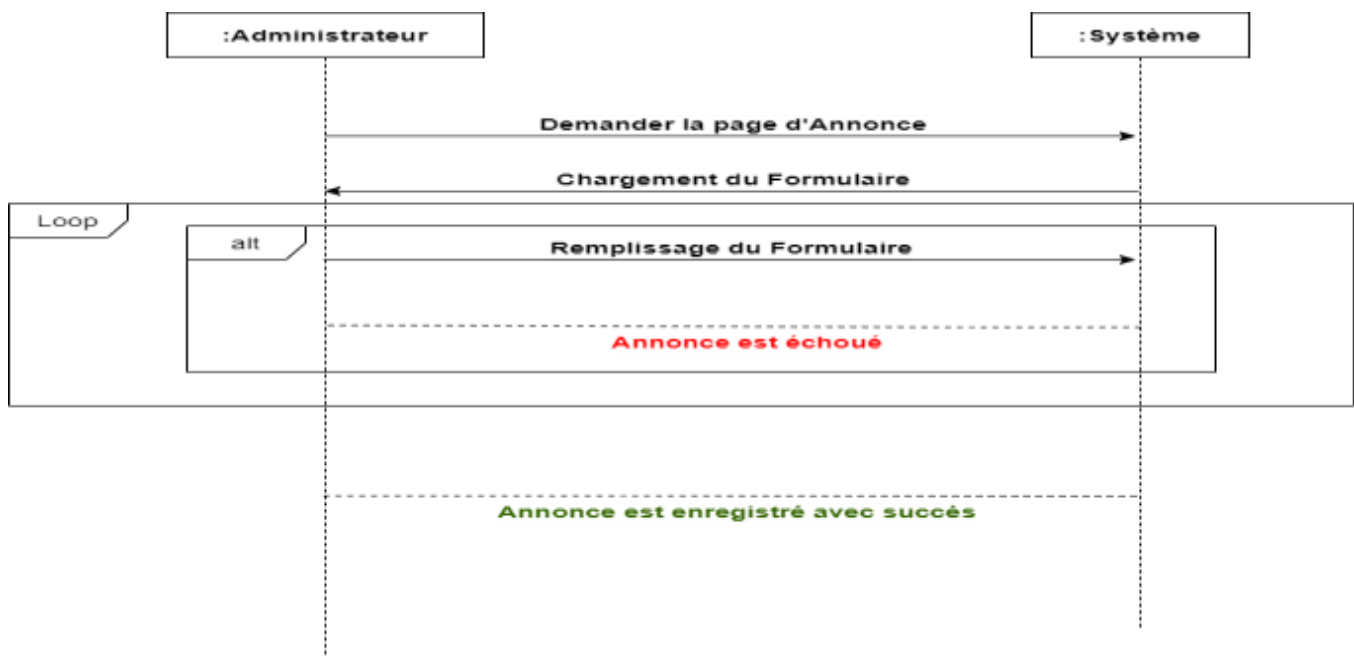 :Administrateur
:Système
Demander la page d'Annonce
Chargement du Formulaire
Loop
alt
Remplissage du Formulaire
Annonce est échoué
Annonce est enregistré avec succès